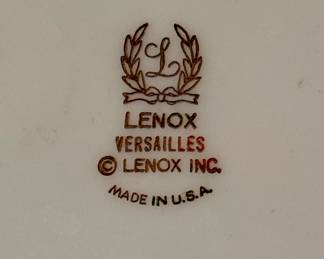 L
LENOX
VERSAILLES
© LENOX INC.
MADE IN U.S.A.